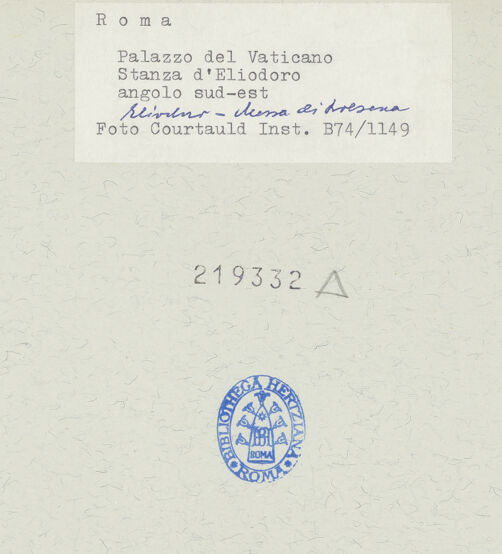 R o m a
Palazzo del Vaticano
Stanza d'Eliodoro
angolo sud-est
Eliodoro - Messa di Bolsena
Foto Courtauld Inst. B74/1149
219332
BIBLIOTHECA HERTZIANA
ROMA
• ROMA •